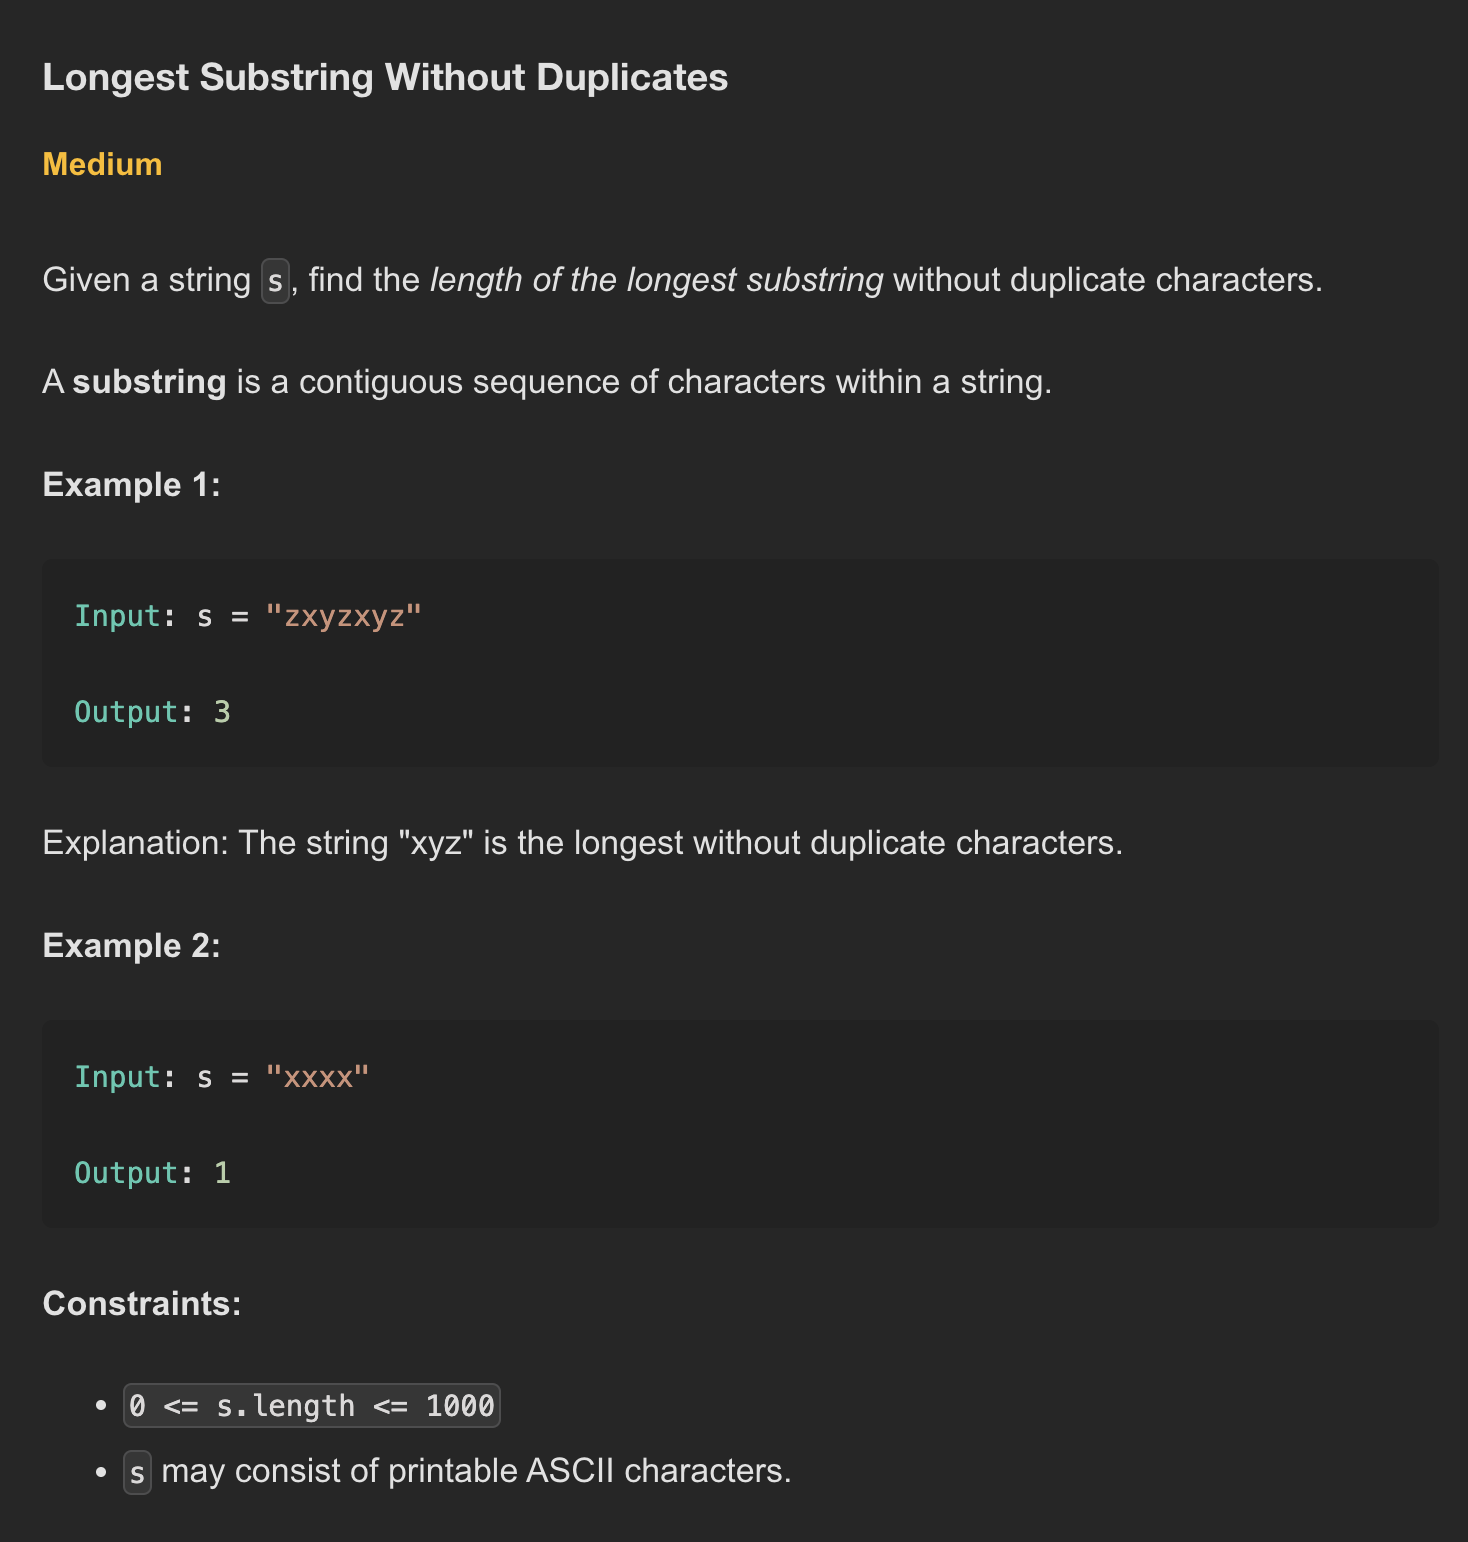 Longest Substring Without Duplicates
Medium
Given a string s, find the length of the longest substring without duplicate characters.
A substring is a contiguous sequence of characters within a string.
Example 1:
Input: s = "zxyzxyz"
Output: 3
Explanation: The string "xyz" is the longest without duplicate characters.
Example 2:
Input: s = "xxxx"
Output: 1
Constraints:
• 0 <= s.length <= 1000
• s may consist of printable ASCII characters.